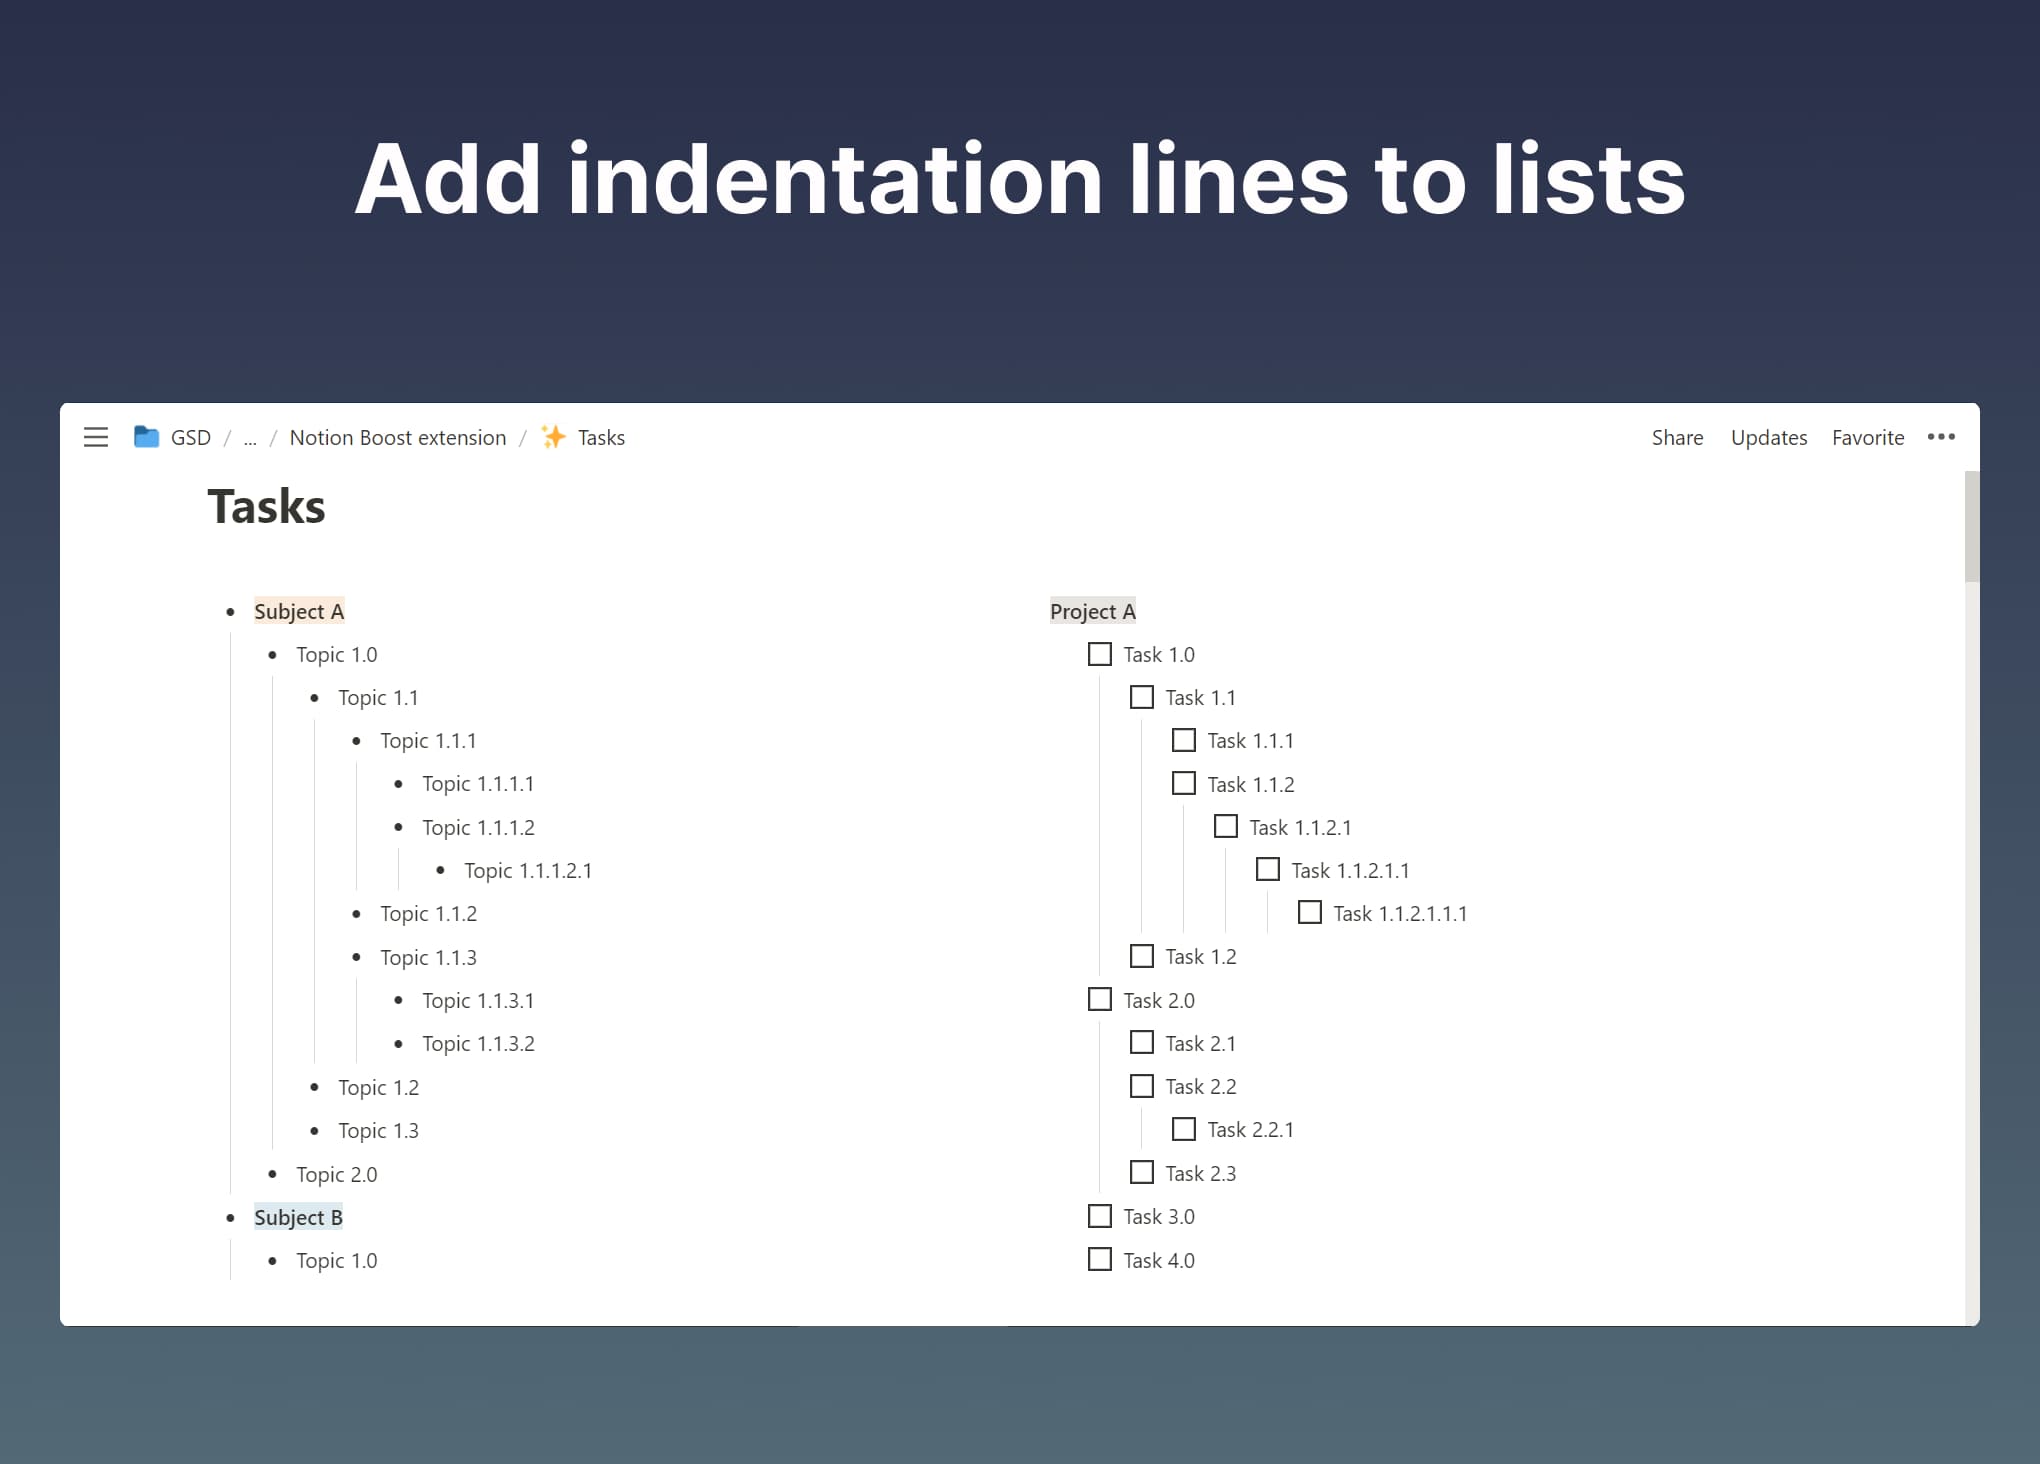 Add indentation lines to lists
GSD / ... / Notion Boost extension / Tasks
Share Updates Favorite
Tasks
Subject A
Topic 1.0
Topic 1.1
Topic 1.1.1
Topic 1.1.1.1
Topic 1.1.1.2
Topic 1.1.1.2.1
Topic 1.1.2
Topic 1.1.3
Topic 1.1.3.1
Topic 1.1.3.2
Topic 1.2
Topic 1.3
Topic 2.0
Subject B
Topic 1.0
Project A
Task 1.0
Task 1.1
Task 1.1.1
Task 1.1.2
Task 1.1.2.1
Task 1.1.2.1.1
Task 1.1.2.1.1.1
Task 1.2
Task 2.0
Task 2.1
Task 2.2
Task 2.2.1
Task 2.3
Task 3.0
Task 4.0